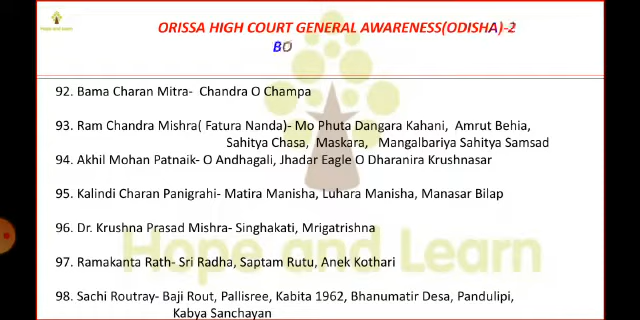 Hope and Learn
ORISSA HIGH COURT GENERAL AWARENESS(ODISHA)-2
BO
92. Bama Charan Mitra- Chandra O Champa
93. Ram Chandra Mishra( Fatura Nanda)- Mo Phuta Dangara Kahani, Amrut Behia,
Sahitya Chasa, Maskara, Mangalbariya Sahitya Samsad
94. Akhil Mohan Patnaik- O Andhagali, Jhadar Eagle O Dharanira Krushnasar
95. Kalindi Charan Panigrahi- Matira Manisha, Luhara Manisha, Manasar Bilap
96. Dr. Krushna Prasad Mishra- Singhakati, Mrigatrishna
Hope and Learn
97. Ramakanta Rath- Sri Radha, Saptam Rutu, Anek Kothari
98. Sachi Routray- Baji Rout, Pallisree, Kabita 1962, Bhanumatir Desa, Pandulipi,
Kabya Sanchayan